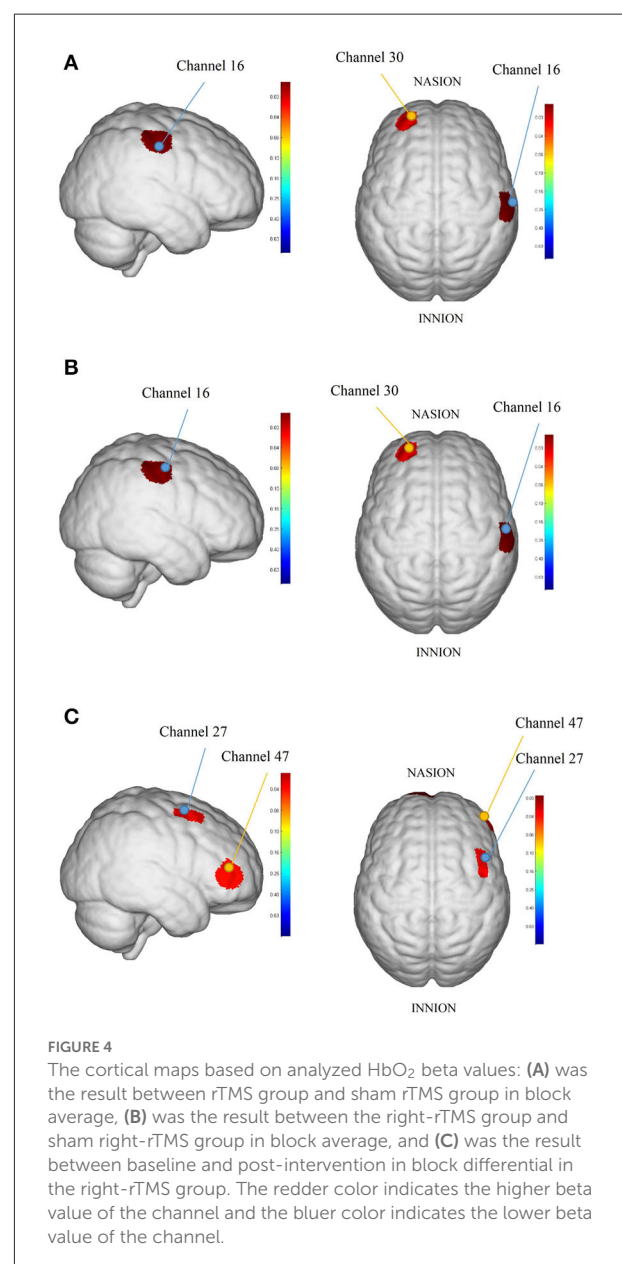 A
Channel 16
Channel 30
NASION
Channel 16
INNION
B
Channel 16
Channel 30
NASION
Channel 16
INNION
C
Channel 27
Channel 47
Channel 47
Channel 27
NASION
INNION
FIGURE 4
The cortical maps based on analyzed HbO₂ beta values: (A) was
the result between rTMS group and sham rTMS group in block
average, (B) was the result between the right-rTMS group and
sham right-rTMS group in block average, and (C) was the result
between baseline and post-intervention in block differential in
the right-rTMS group. The redder color indicates the higher beta
value of the channel and the bluer color indicates the lower beta
value of the channel.